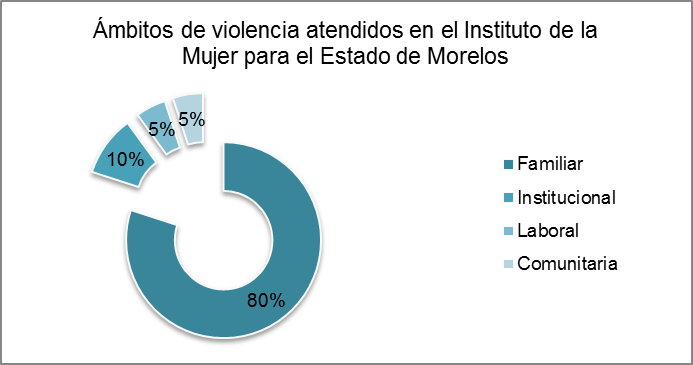 Ámbitos de violencia atendidos en el Instituto de la
Mujer para el Estado de Morelos
5%
5%
10%
80%
Familiar
Institucional
Laboral
Comunitaria